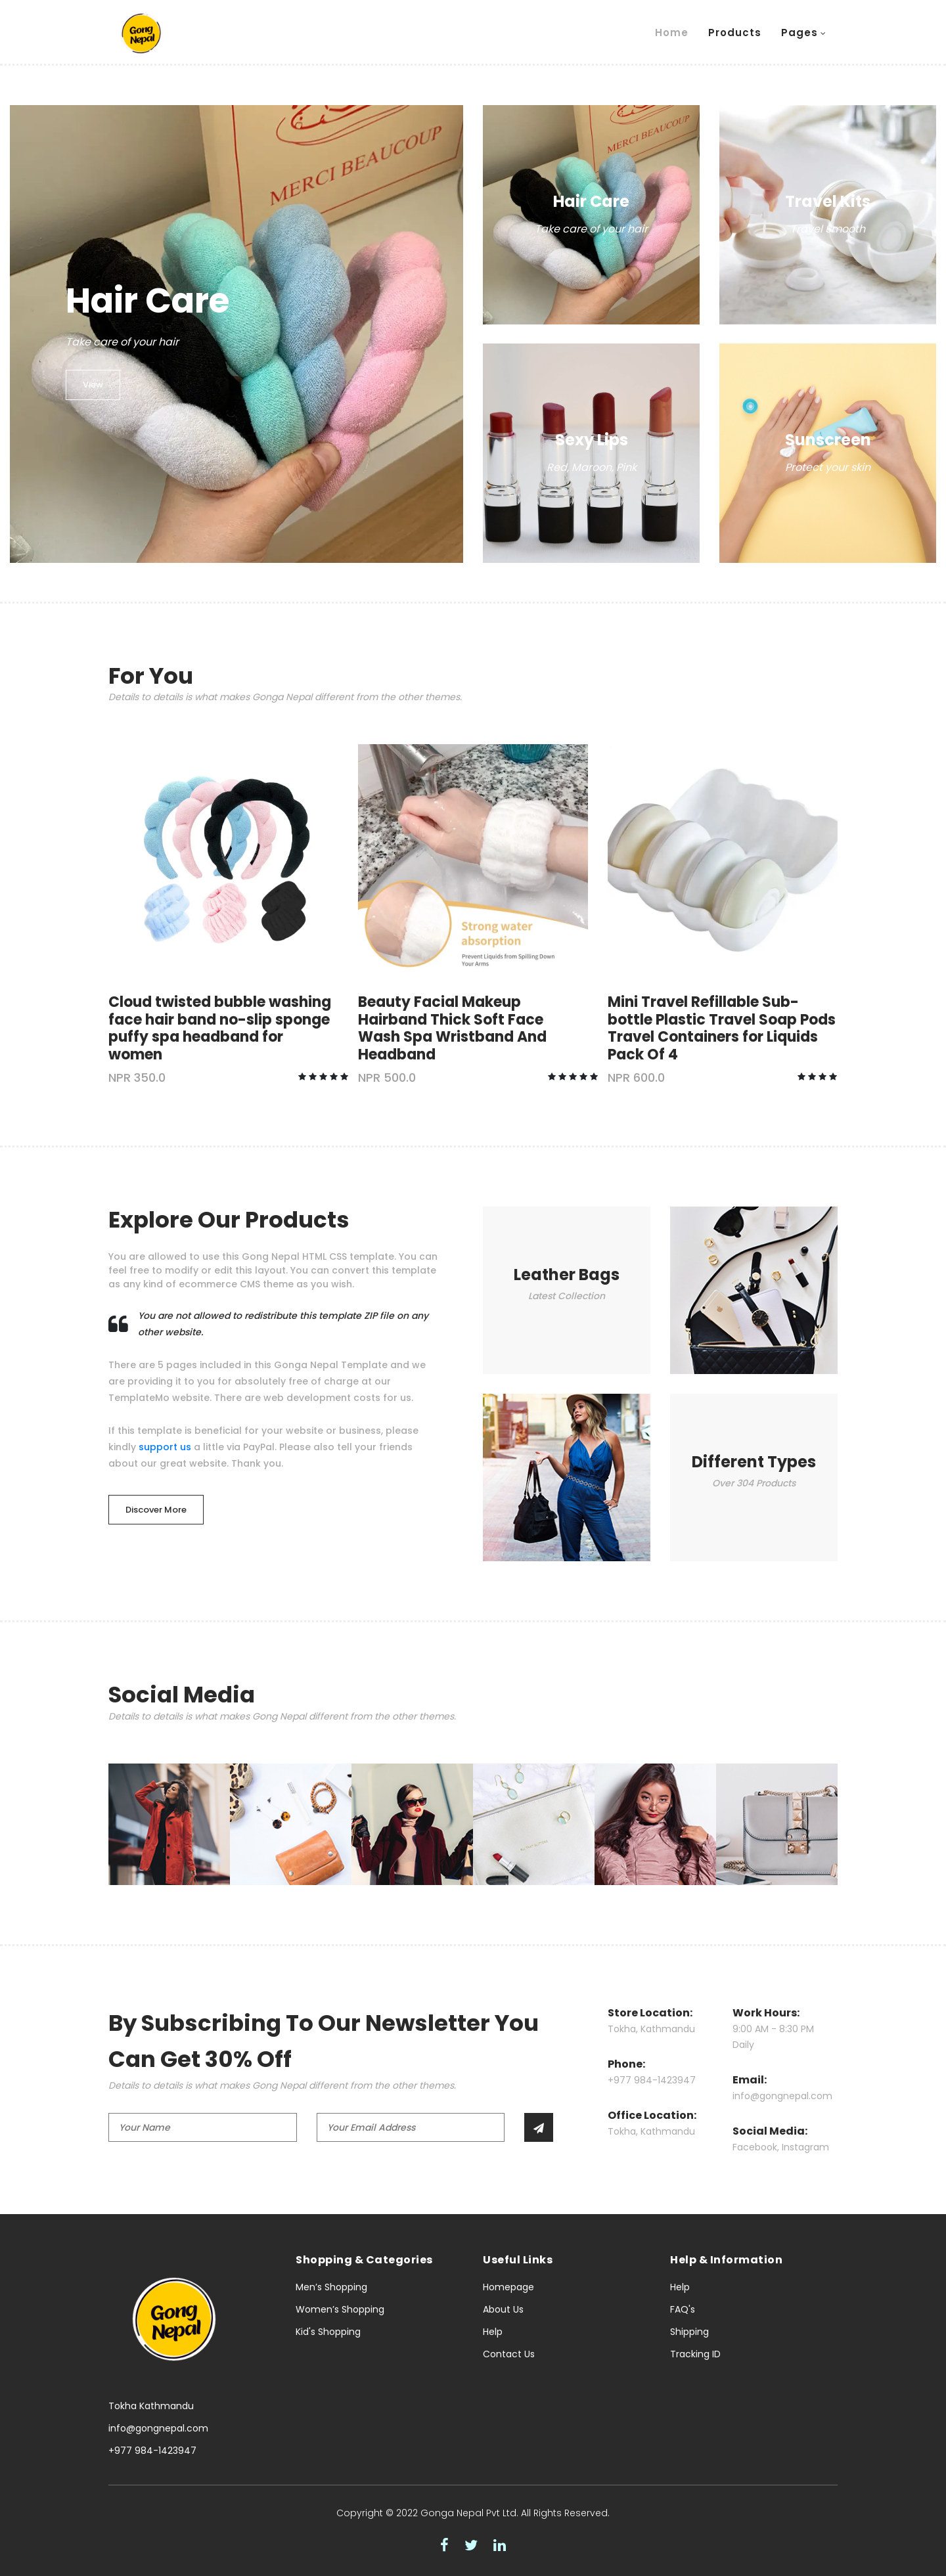 Gong
Nepal
Home
Products
Pages
MERCI BEAUCOUP
Hair Care
Take care of your hair
View
MERCI BEAUCOUP
Hair Care
Take care of your hair
Travel Kits
Travel Smooth
Sexy Lips
Red, Maroon, Pink
Sunscreen
Protect your skin
For You
Details to details is what makes Gonga Nepal different from the other themes.
Strong water
absorption
Prevent Liquids from Spilling Down
Your Arms
Cloud twisted bubble washing
face hair band no-slip sponge
puffy spa headband for
women
NPR 350.0
Beauty Facial Makeup
Hairband Thick Soft Face
Wash Spa Wristband And
Headband
NPR 500.0
Mini Travel Refillable Sub-
bottle Plastic Travel Soap Pods
Travel Containers for Liquids
Pack Of 4
NPR 600.0
Explore Our Products
You are allowed to use this Gong Nepal HTML CSS template. You can
feel free to modify or edit this layout. You can convert this template
as any kind of ecommerce CMS theme as you wish.
You are not allowed to redistribute this template ZIP file on any
other website.
There are 5 pages included in this Gonga Nepal Template and we
are providing it to you for absolutely free of charge at our
TemplateMo website. There are web development costs for us.
If this template is beneficial for your website or business, please
kindly support us a little via PayPal. Please also tell your friends
about our great website. Thank you.
Discover More
Leather Bags
Latest Collection
Different Types
Over 304 Products
Social Media
Details to details is what makes Gong Nepal different from the other themes.
By Subscribing To Our Newsletter You
Can Get 30% Off
Details to details is what makes Gong Nepal different from the other themes.
Your Name
Your Email Address
Store Location:
Tokha, Kathmandu
Phone:
+977 984-1423947
Office Location:
Tokha, Kathmandu
Work Hours:
9:00 AM - 8:30 PM
Daily
Email:
info@gongnepal.com
Social Media:
Facebook, Instagram
Gong
Nepal
Tokha Kathmandu
info@gongnepal.com
+977 984-1423947
Shopping & Categories
Men's Shopping
Women's Shopping
Kid's Shopping
Useful Links
Homepage
About Us
Help
Contact Us
Help & Information
Help
FAQ's
Shipping
Tracking ID
Copyright © 2022 Gonga Nepal Pvt Ltd. All Rights Reserved.